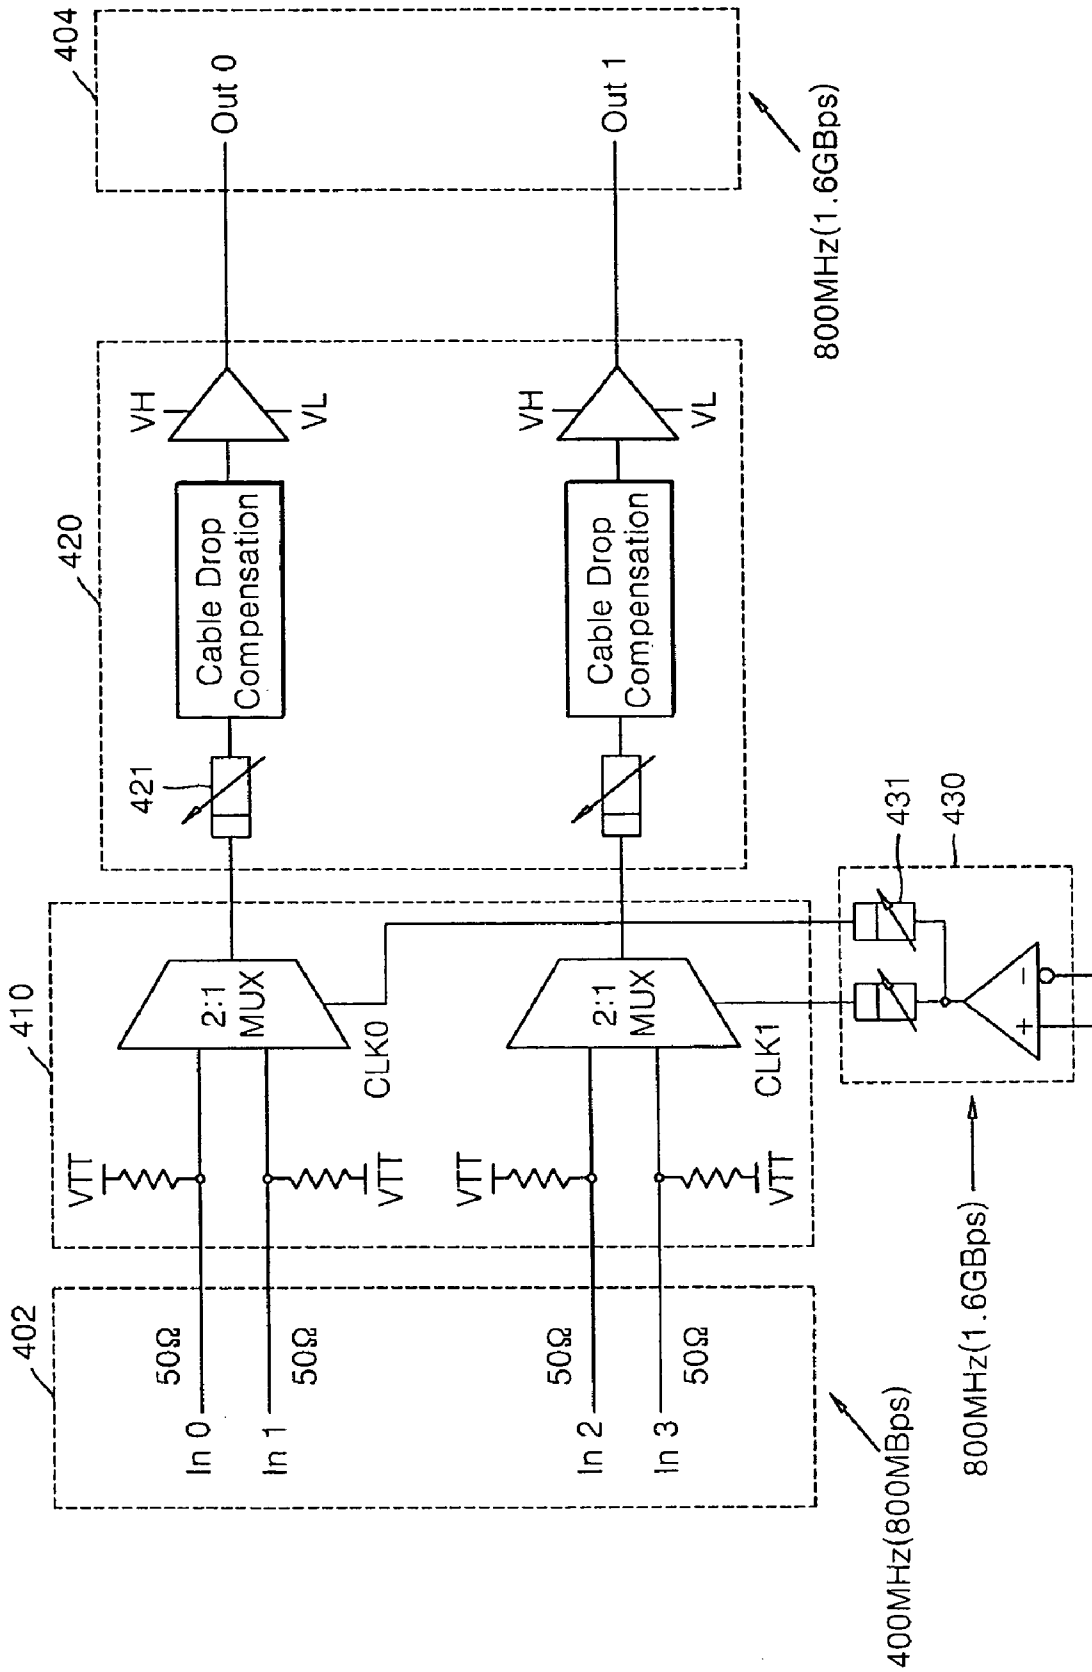 402
410
420
404
In 0
50Ω
In 1
50Ω
VTT
VTT
2:1
MUX
CLK0
421
Cable Drop
Compensation
VH
VL
Out 0
In 2
50Ω
In 3
50Ω
VTT
VTT
2:1
MUX
CLK1
Cable Drop
Compensation
VH
VL
Out 1
400MHz(800MBps)
800MHz(1.6GBps)
+
−
431
430
800MHz(1.6GBps)